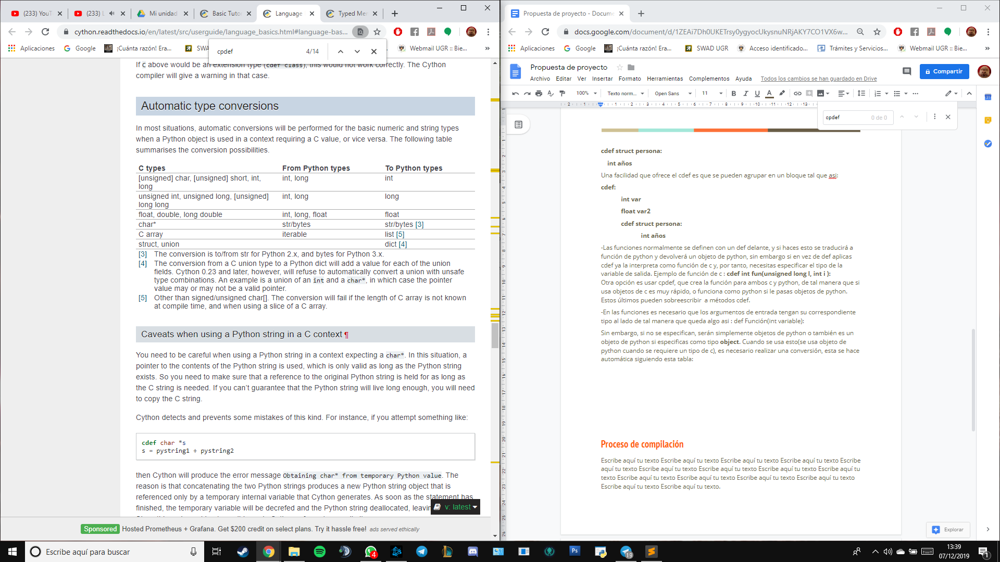 (233) YouT
(233) L
Mi unidad
Basic Tutor
Language
Typed Mer
cython.readthedocs.io/en/latest/src/userguide/language_basics.html#language-bas...
Aplicaciones
Google
¡Cuánta razón! Era...
SWA
Webmail UGR :: Bie...
»
cpdef
4/14
If c above would be an extension type (cdef class), this would not work correctly. The Cython
compiler will give a warning in that case.
Automatic type conversions
In most situations, automatic conversions will be performed for the basic numeric and string types
when a Python object is used in a context requiring a C value, or vice versa. The following table
summarises the conversion possibilities.
C types From Python types To Python types
[unsigned] char, [unsigned] short, int, int, long int
long
unsigned int, unsigned long, [unsigned] int, long long
long long
float, double, long double int, long, float float
char* str/bytes str/bytes [3]
C array iterable list [5]
struct, union dict [4]
[3] The conversion is to/from str for Python 2.x, and bytes for Python 3.x.
[4] The conversion from a C union type to a Python dict will add a value for each of the union
fields. Cython 0.23 and later, however, will refuse to automatically convert a union with unsafe
type combinations. An example is a union of an int and a char*, in which case the pointer
value may or may not be a valid pointer.
[5] Other than signed/unsigned char[]. The conversion will fail if the length of C array is not known
at compile time, and when using a slice of a C array.
Caveats when using a Python string in a C context ¶
You need to be careful when using a Python string in a context expecting a char*. In this situation, a
pointer to the contents of the Python string is used, which is only valid as long as the Python string
exists. So you need to make sure that a reference to the original Python string is held for as long as
the C string is needed. If you can't guarantee that the Python string will live long enough, you will need
to copy the C string.
Cython detects and prevents some mistakes of this kind. For instance, if you attempt something like:
cdef char *s
s = pystring1 + pystring2
then Cython will produce the error message Obtaining char* from temporary Python value. The
reason is that concatenating the two Python strings produces a new Python string object that is
referenced only by a temporary internal variable that Cython generates. As soon as the statement has
finished, the temporary variable will be decrefed and the Python string deallocated, leavin
v: latest
Sponsored Hosted Prometheus + Grafana. Get $200 credit on select plans. Try it hassle free! ads served ethically
Propuesta de proyecto - Docume
docs.google.com/document/d/1ZEAi7Dh0UKETrsy0ygyocUkysnuNRjAKY7CO1VX6w...
Aplicaciones
Google
¡Cuánta razón! Era...
SWAD UGR
Acceso identificado...
Trámites y Servicios...
Webmail UGR :: Bie...
»
Propuesta de proyecto
Compartir
Archivo Editar Ver Insertar Formato Herramientas Complementos Ayuda Todos los cambios se han guardado en Drive
100% Texto norm... Open Sans 11 B I U A
2 1 1 2 3 4 5 6 7 8 9 10 11 12 13
cpdef
0 de 0
cdef struct persona:
int años
Una facilidad que ofrece el cdef es que se pueden agrupar en un bloque tal que asi:
cdef:
int var
float var2
cdef struct persona:
int años
-Las funciones normalmente se definen con un def delante, y si haces esto se traducirá a
función de python y devolverá un objeto de python, sin embargo si en vez de def aplicas
cdef ya la interpreta como función de c y, por tanto, necesitas especificar el tipo de la
variable de salida. Ejemplo de función de c : cdef int fun(unsigned long l, int i ):
Otra opción es usar cpdef, que crea la función para ambos c y python, de tal manera que si
usa objetos de c es muy rápido, o funciona como python si le pasas objetos de python.
Estos últimos pueden sobreescribir a métodos cdef.
-En las funciones es necesario que los argumentos de entrada tengan su correspondiente
tipo al lado de tal manera que queda algo asi : def Función(int variable):
Sin embargo, si no se especifican, serán simplemente objetos de python o también es un
objeto de python si especificas como tipo object. Cuando se usa esto(se usa objeto de
python cuando se requiere un tipo de c), es necesario realizar una conversión, esta se hace
automática siguiendo esta tabla:
Proceso de compilación
Escribe aquí tu texto Escribe aquí tu texto Escribe aquí tu texto Escribe aquí tu texto Escribe
aquí tu texto Escribe aquí tu texto Escribe aquí tu texto Escribe aquí tu texto Escribe aquí tu
texto Escribe aquí tu texto Escribe aquí tu texto Escribe aquí tu texto Escribe aquí tu texto
Escribe aquí tu texto Escribe aquí tu texto.
Explorar
Escribe aquí para buscar
4
Ps
19
13:39
07/12/2019
1